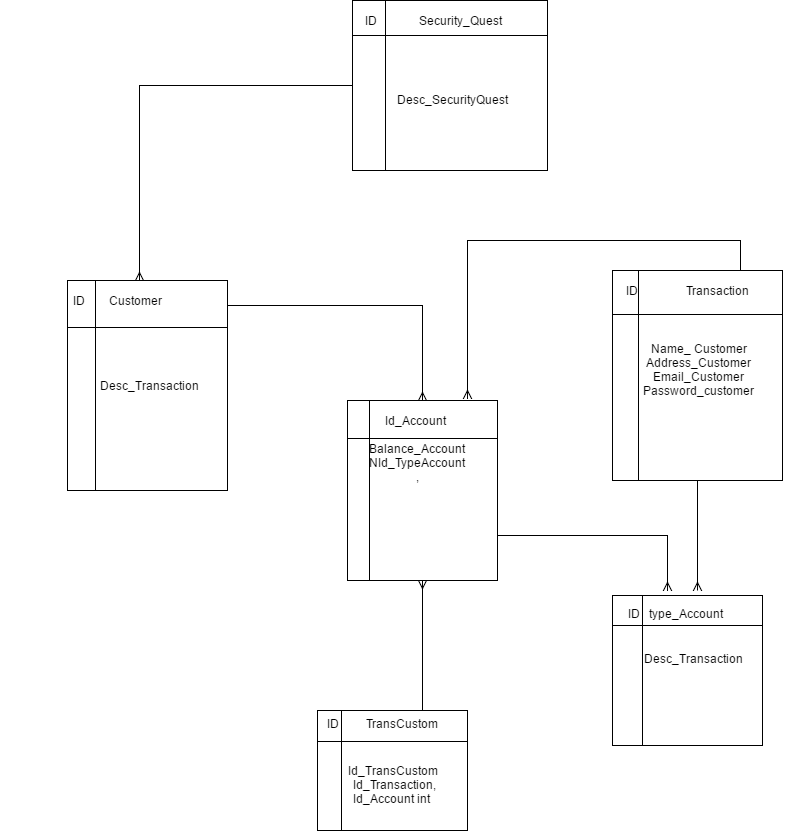 ID Security_Quest
Desc_SecurityQuest
ID Customer
Desc_Transaction
ID Transaction
Name_ Customer
Address_Customer
Email_Customer
Password_customer
Id_Account
Balance_Account
NId_TypeAccount
,
ID type_Account
Desc_Transaction
ID TransCustom
Id_TransCustom
Id_Transaction,
Id_Account int